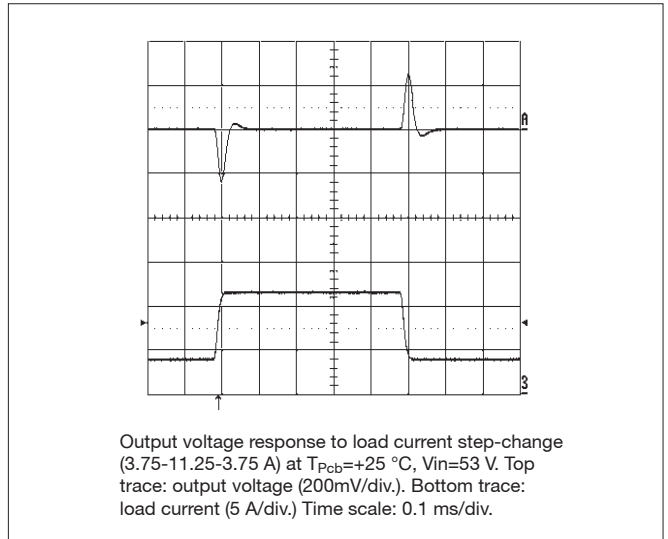 A
3
Output voltage response to load current step-change
(3.75-11.25-3.75 A) at TPcb=+25 °C, Vin=53 V. Top
trace: output voltage (200mV/div.). Bottom trace:
load current (5 A/div.) Time scale: 0.1 ms/div.